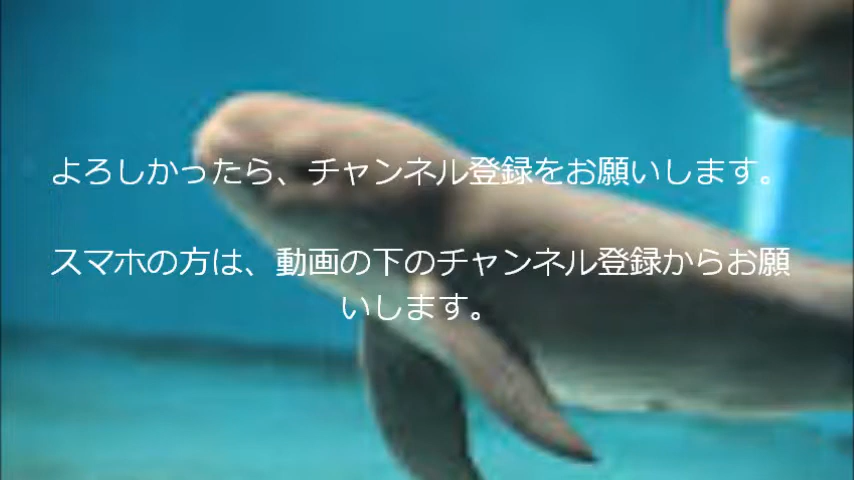 よろしかったら、チャンネル登録をお願いします。
スマホの方は、動画の下のチャンネル登録からお願
いします。